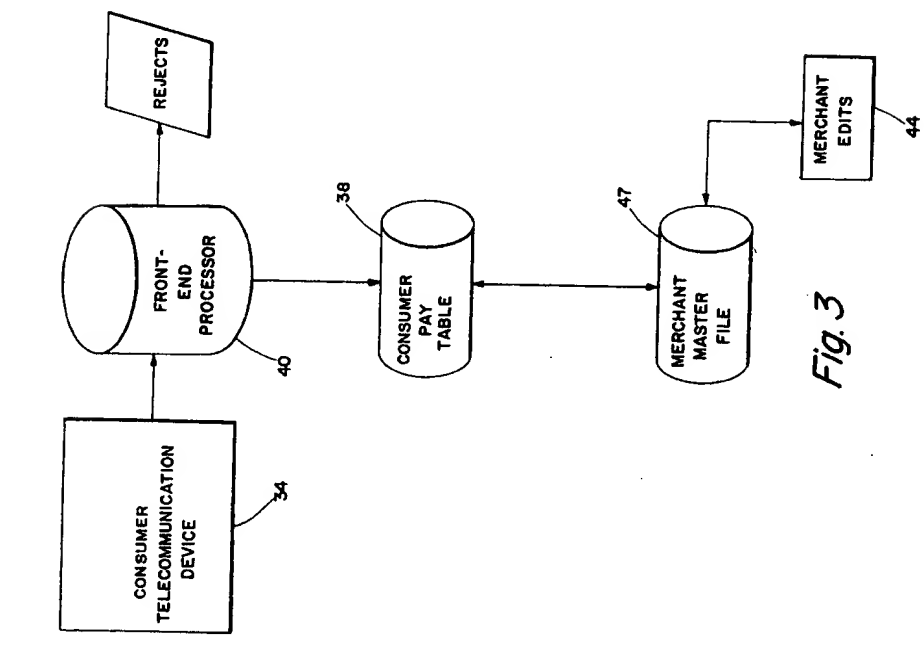 CONSUMER
TELECOMMUNICATION
DEVICE
34
FRONT-
END
PROCESSOR
40
REJECTS
CONSUMER
PAY
TABLE
38
MERCHANT
MASTER
FILE
47
MERCHANT
EDITS
44
Fig. 3